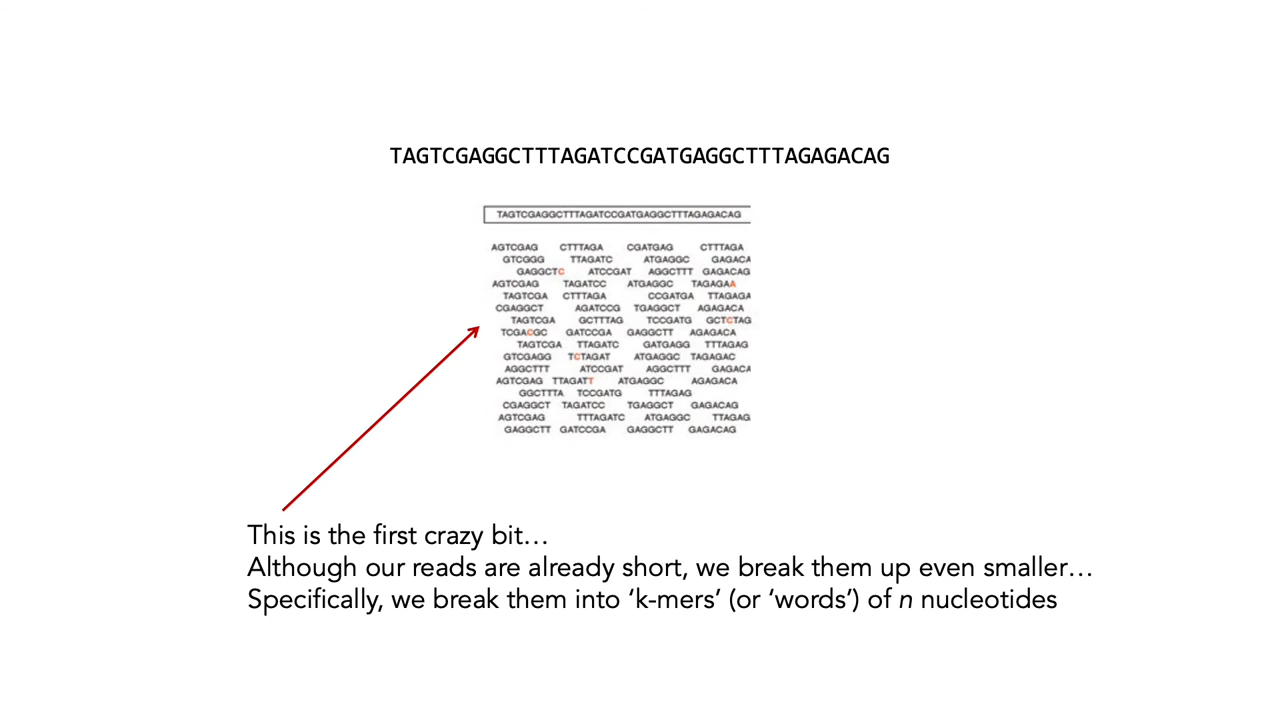 TAGTCGAGGCTTTAGATCCGATGAGGCTTTAGAGACAG
TAGTCGAGGCTTTAGATCCGATGAGGCTTTAGAGACAG
AGTCGAG CTTTAGA CGATGAG CTTTAGA
GTCGGG TTAGATC ATGAGGC GAGACA
GAGGCTC ATCCGAT AGGCTTT GAGACAG
AGTCGAG TAGATCC ATGAGGC TAGAGAA
TAGTCGA CTTTAGA CCGATGA TTAGAGA
CGAGGCT AGATCCG TGAGGCT AGAGACA
TAGTCGA GCTTTAG TCCGATG GCTCTAG
TCGACGC GATCCGA GAGGCTT AGAGACA
TAGTCGA TTAGATC GATGAGG TTTAGAG
GTCGAGG TCTAGAT ATGAGGC TAGAGAC
AGGCTTT ATCCGAT AGGCTTT GAGACA
AGTCGAG TTAGATT ATGAGGC AGAGACA
GGCTTTA TCCGATG TTTAGAG
CGAGGCT TAGATCC TGAGGCT GAGACAG
AGTCGAG TTTAGATC ATGAGGC TTAGAG
GAGGCTT GATCCGA GAGGCTT GAGACAG
This is the first crazy bit…
Although our reads are already short, we break them up even smaller…
Specifically, we break them into ‘k-mers’ (or ‘words’) of n nucleotides